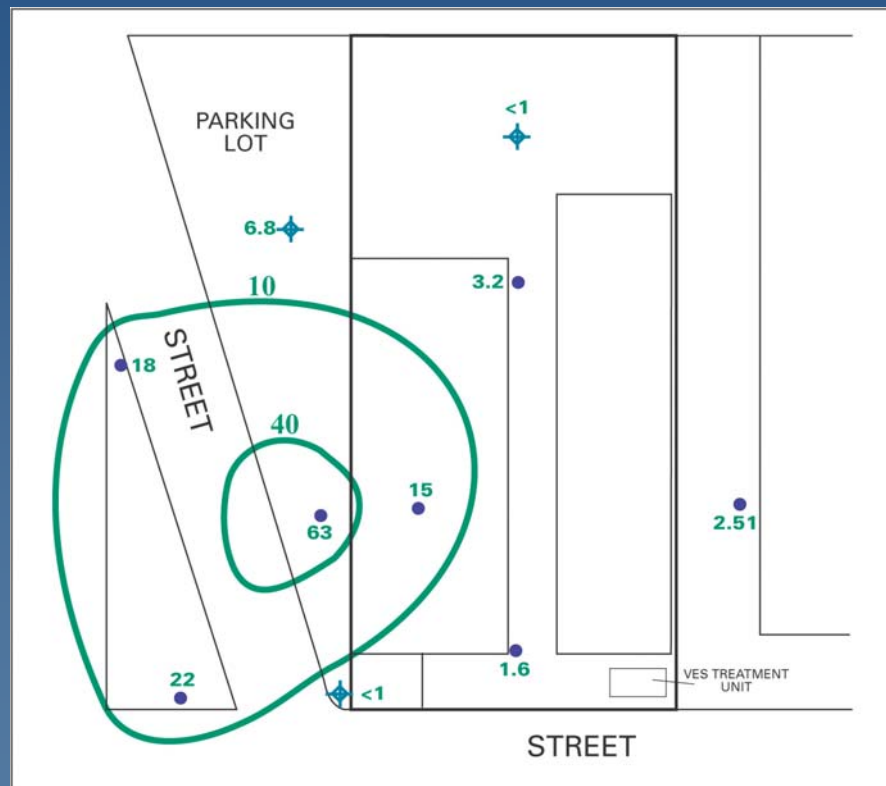 <1
PARKING
LOT
6.8
3.2
10
18
STREET
40
15
63
2.51
22
1.6
<1
VES TREATMENT
UNIT
STREET